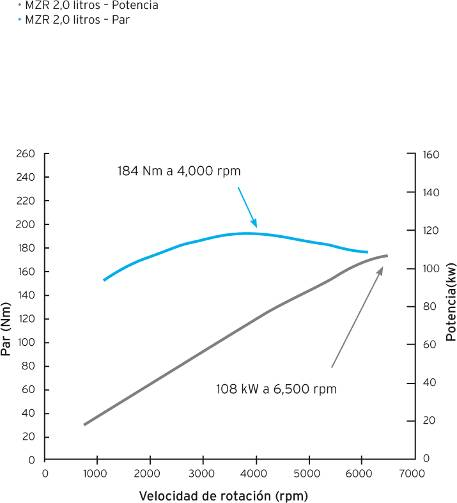 • MZR 2,0 litros – Potencia
• MZR 2,0 litros – Par
260
240
220
200
180
160
140
120
100
80
60
40
20
0
Par (Nm)
184 Nm a 4,000 rpm
108 kW a 6,500 rpm
160
140
120
100
80
60
40
20
0
Potencia(kw)
0 1000 2000 3000 4000 5000 6000 7000
Velocidad de rotación (rpm)